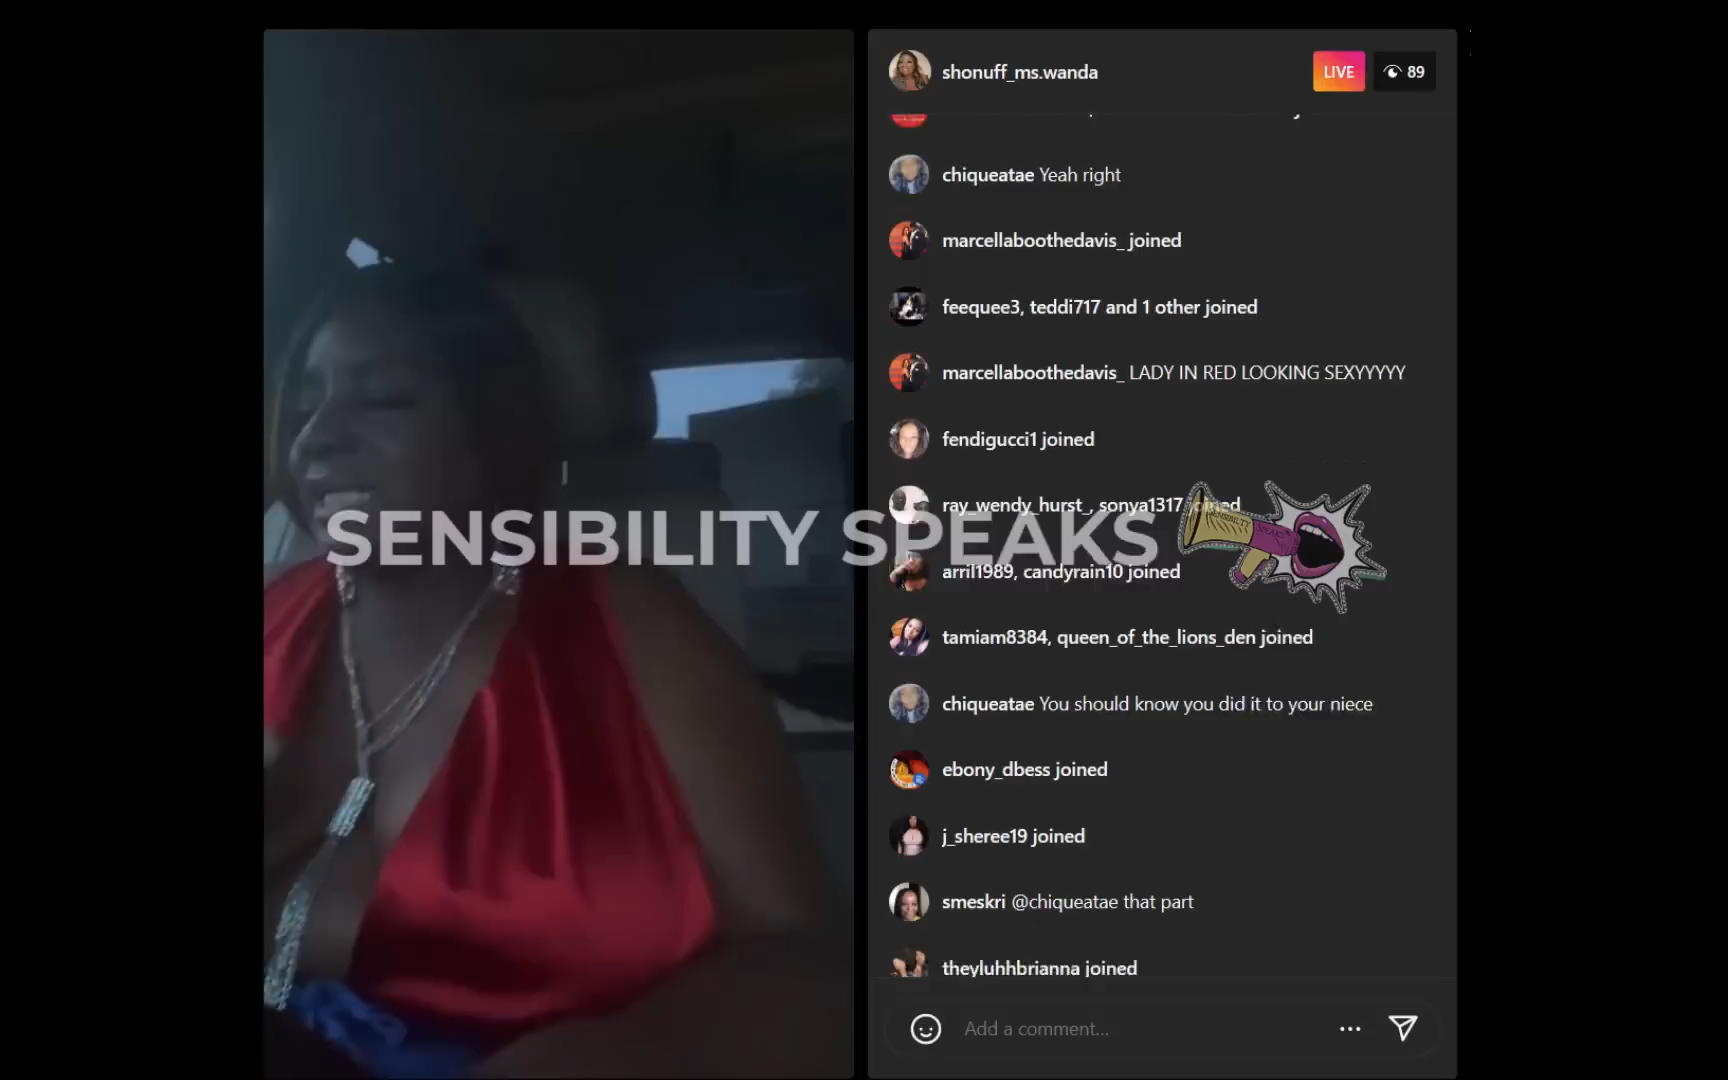 shonuff_ms.wanda
LIVE
89
chiqueatae Yeah right
marcellaboothedavis_ joined
feequee3, teddi717 and 1 other joined
marcellaboothedavis_ LADY IN RED LOOKING SEXYYYYY
fendigucci1 joined
ray_wendy_hurst_, sonya1317 joined
SENSIBILITY SPEAKS
arril1989, candyrain10 joined
tamiam8384, queen_of_the_lions_den joined
chiqueatae You should know you did it to your niece
ebony_dbess joined
j_sheree19 joined
smeskri @chiqueatae that part
theyluhhbrianna joined
Add a comment...